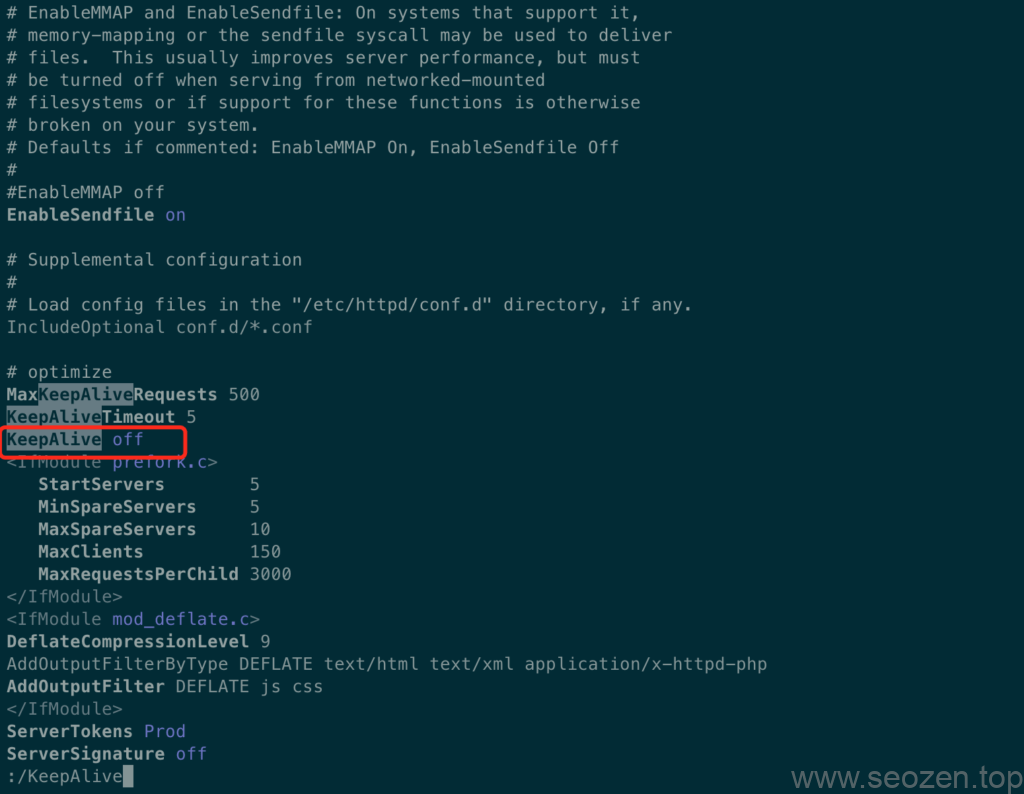 # EnableMMAP and EnableSendfile: On systems that support it,
# memory-mapping or the sendfile syscall may be used to deliver
# files.  This usually improves server performance, but must
# be turned off when serving from networked-mounted
# filesystems or if support for these functions is otherwise
# broken on your system.
# Defaults if commented: EnableMMAP On, EnableSendfile Off
#
#EnableMMAP off
EnableSendfile on

# Supplemental configuration
#
# Load config files in the "/etc/httpd/conf.d" directory, if any.
IncludeOptional conf.d/*.conf

# optimize
MaxKeepAliveRequests 500
KeepAliveTimeout 5
KeepAlive off
<IfModule prefork.c>
   StartServers        5
   MinSpareServers     5
   MaxSpareServers     10
   MaxClients          150
   MaxRequestsPerChild 3000
</IfModule>
<IfModule mod_deflate.c>
DeflateCompressionLevel 9
AddOutputFilterByType DEFLATE text/html text/xml application/x-httpd-php
AddOutputFilter DEFLATE js css
</IfModule>
ServerTokens Prod
ServerSignature off
:/KeepAlive
www.seozen.top